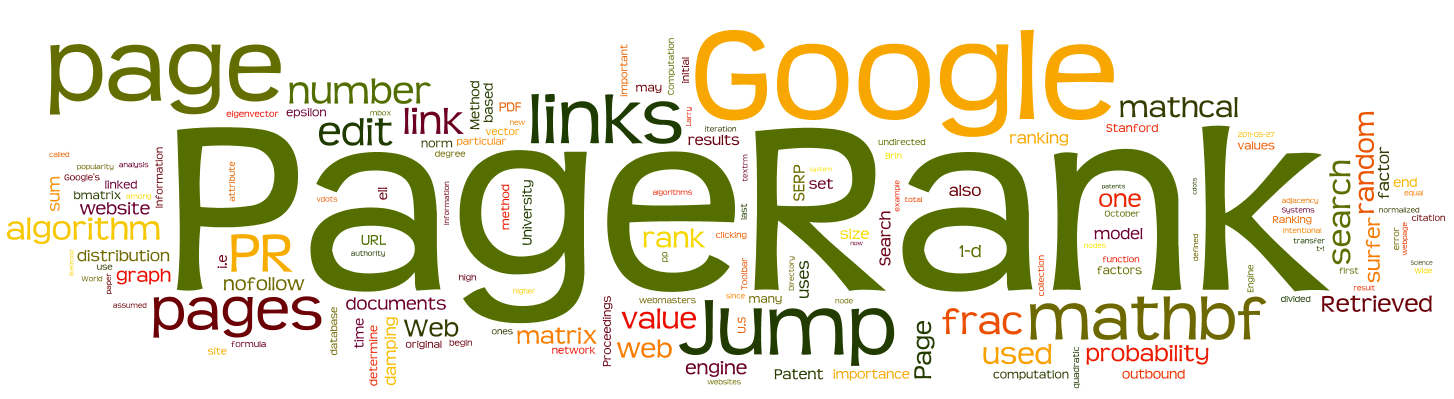 page
Google
PageRank
number
edit
link
links
mathcal
eigenvector
epsilon
mbox
Method
based
PDF
new
vector
norm
particular
degree
important
may
computation
initial
Larry
iteration
results
ranking
Stanford
undirected
Brin
2011-05-27
values
random
factor
called
popularity
analysis
Google's
linked
among
bmatrix
Information
sum
website
algorithm
attribute
vdots
ell
information
method
University
algorithms
textrm
SERP
system
set
last
search
also
example
total
patents
one
October
cdots
model
nodes
function
factors
defined
adjacency
Systems
Ranking
intentional
transfer
t-1
search
surfer
end
equal
normalized
citation
error
webpage
distribution
use
World
paper
graph
i.e
PR
nofollow
URL
authority
high
higher
rank
pp
clicking
size
now
1-d
Toolbar
Directory
uses
webmasters
since
many
node
collection
Engine
divided
first
result
science
Wide
Retrieved
assumed
pages
documents
database
time
determine
damping
Web
original
begin
ones
matrix
network
Proceedings
value
web
U.S
Jump
engine
websites
Patent
importance
Page
frac
mathbf
used
probability
computation
quadratic
outbound
site
formula